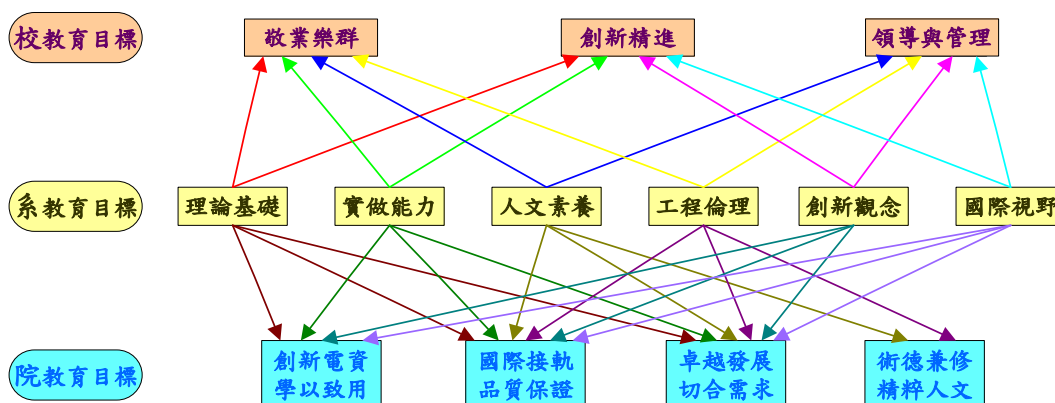 校教育目標
敬業樂群
創新精進
領導與管理
系教育目標
理論基礎
實做能力
人文素養
工程倫理
創新觀念
國際視野
院教育目標
創新電資
學以致用
國際接軌
品質保證
卓越發展
切合需求
術德兼修
精粹人文